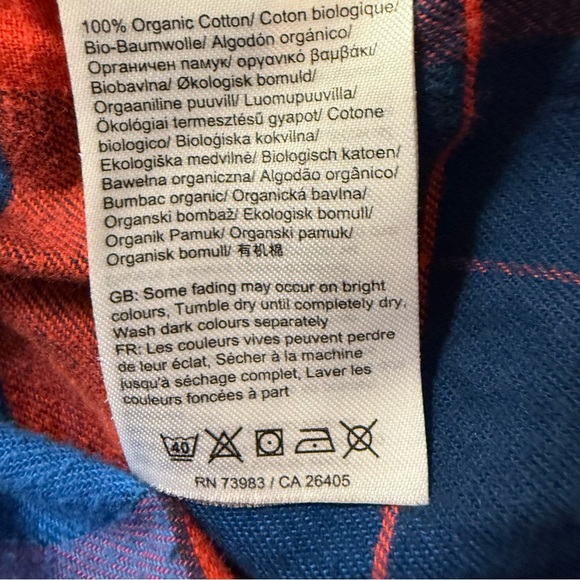 100% Organic Cotton/ Coton biologique/
Bio-Baumwolle/ Algodón orgánico/
Органичен памук/ οργανικό βαμβάκι/
Biobavlna/ Økologisk bomuld/
Orgaaniline puuvill/ Luomupuuvilla/
Ökológiai termesztésű gyapot/ Cotone
biologico/ Bioloģiska kokvilna/
Ekologiška medvilnė/ Biologisch katoen/
Bawełna organiczna/ Algodão orgânico/
Bumbac organic/ Organická bavlna/
Organski bombaž/ Ekologisk bomull/
Organik Pamuk/ Organski pamuk/
Organisk bomull/ 有机棉
GB: Some fading may occur on bright
colours, Tumble dry until completely dry,
Wash dark colours separately
FR: Les couleurs vives peuvent perdre
de leur éclat, Sécher à la machine
jusqu'à séchage complet, Laver les
couleurs foncées à part
40
RN 73983 / CA 26405